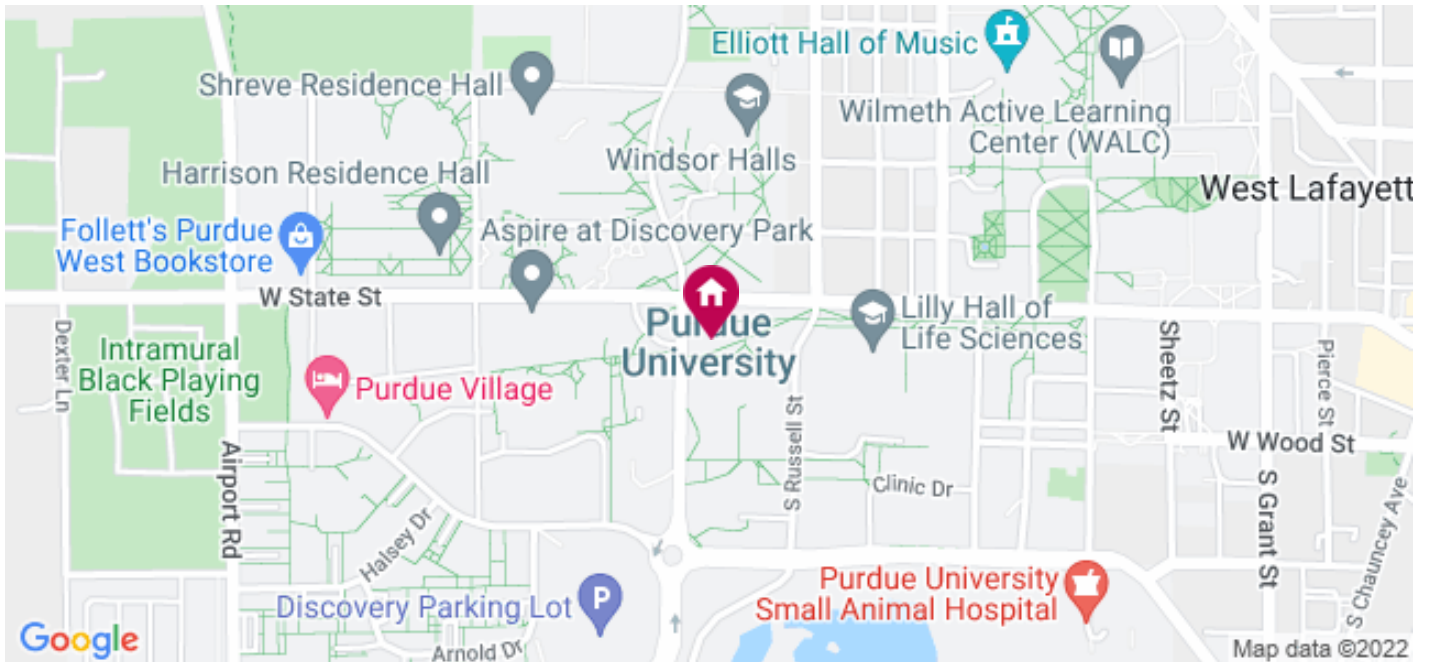 Elliott Hall of Music
Shreve Residence Hall
Wilmeth Active Learning
Center (WALC)
Windsor Halls
Harrison Residence Hall
West Lafayett
Follett's Purdue
West Bookstore
Aspire at Discovery Park
W State St
Purdue
University
Lilly Hall of
Life Sciences
Dexter Ln
Intramural
Black Playing
Fields
Purdue Village
Sheetz St
Pierce St
Airport Rd
S Russell St
W Wood St
Clinic Dr
S Grant St
S Chauncey Ave
Halsey Dr
Discovery Parking Lot
P
Purdue University
Small Animal Hospital
Arnold Dr
Google
Map data ©2022